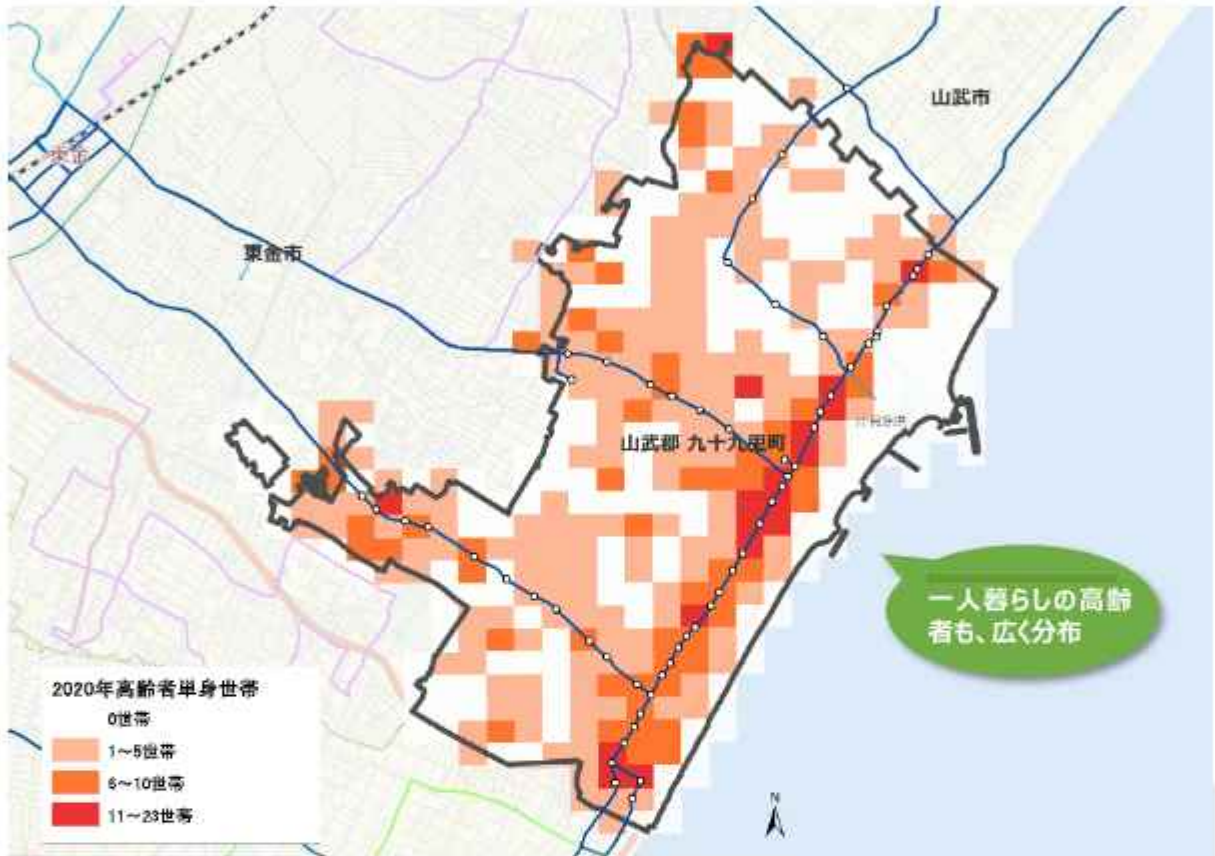 山武市
東金
東金市
山武郡 九十九里町
一人暮らしの高齢
者も、広く分布
2020年高齢者単身世帯
0世帯
1～5世帯
6～10世帯
11～23世帯
N